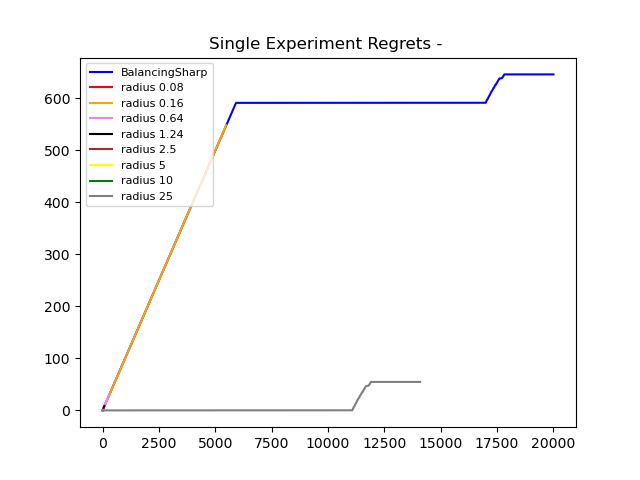 Single Experiment Regrets -
BalancingSharp
radius 0.08
radius 0.16
radius 0.64
radius 1.24
radius 2.5
radius 5
radius 10
radius 25
600
500
400
300
200
100
0
0 2500 5000 7500 10000 12500 15000 17500 20000